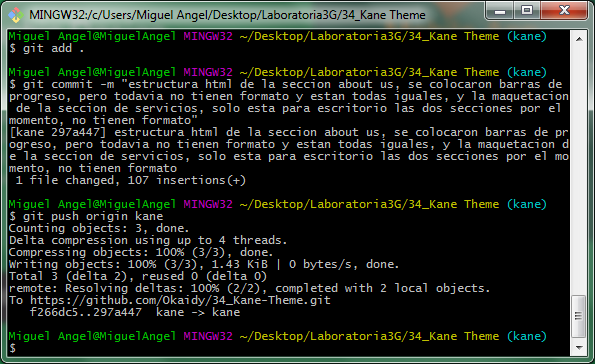 MINGW32:/c/Users/Miguel Angel/Desktop/Laboratoria3G/34_Kane Theme
Miguel Angel@MiguelAngel MINGW32 ~/Desktop/Laboratoria3G/34_Kane Theme (kane)
$ git add .
Miguel Angel@MiguelAngel MINGW32 ~/Desktop/Laboratoria3G/34_Kane Theme (kane)
$ git commit -m "estructura html de la seccion about us, se colocaron barras de
progreso, pero todavia no tienen formato y estan todas iguales, y la maquetacion
 de la seccion de servicios, solo esta para escritorio las dos secciones por el
momento, no tienen formato"
[kane 297a447] estructura html de la seccion about us, se colocaron barras de pr
ogreso, pero todavia no tienen formato y estan todas iguales, y la maquetacion d
e la seccion de servicios, solo esta para escritorio las dos secciones por el mo
mento, no tienen formato
 1 file changed, 107 insertions(+)
Miguel Angel@MiguelAngel MINGW32 ~/Desktop/Laboratoria3G/34_Kane Theme (kane)
$ git push origin kane
Counting objects: 3, done.
Delta compression using up to 4 threads.
Compressing objects: 100% (3/3), done.
Writing objects: 100% (3/3), 1.43 KiB | 0 bytes/s, done.
Total 3 (delta 2), reused 0 (delta 0)
remote: Resolving deltas: 100% (2/2), completed with 2 local objects.
To https://github.com/Okaidy/34_Kane-Theme.git
   f266dc5..297a447  kane -> kane
Miguel Angel@MiguelAngel MINGW32 ~/Desktop/Laboratoria3G/34_Kane Theme (kane)
$